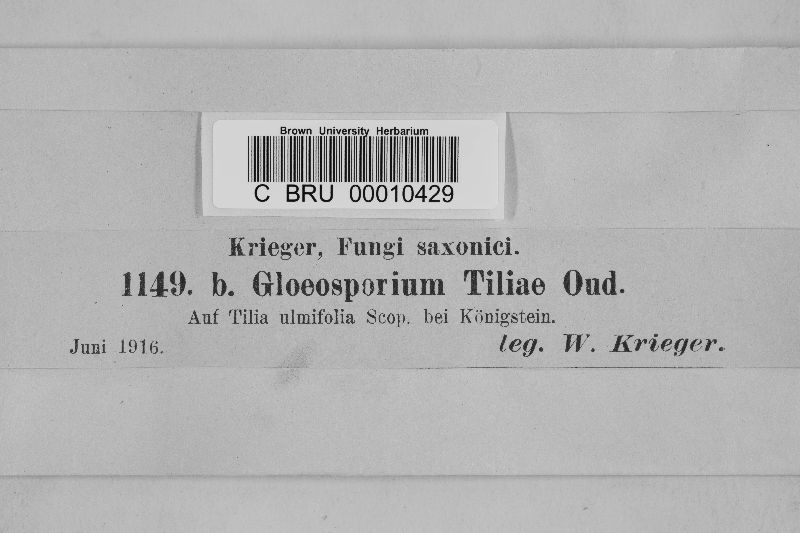 Brown University Herbarium
C BRU 00010429
Krieger, Fungi saxonici.
1149. b. Gloeosporium Tiliae Oud.
Auf Tilia ulmifolia Scop. bei Königstein.
Juni 1916. leg. W. Krieger.